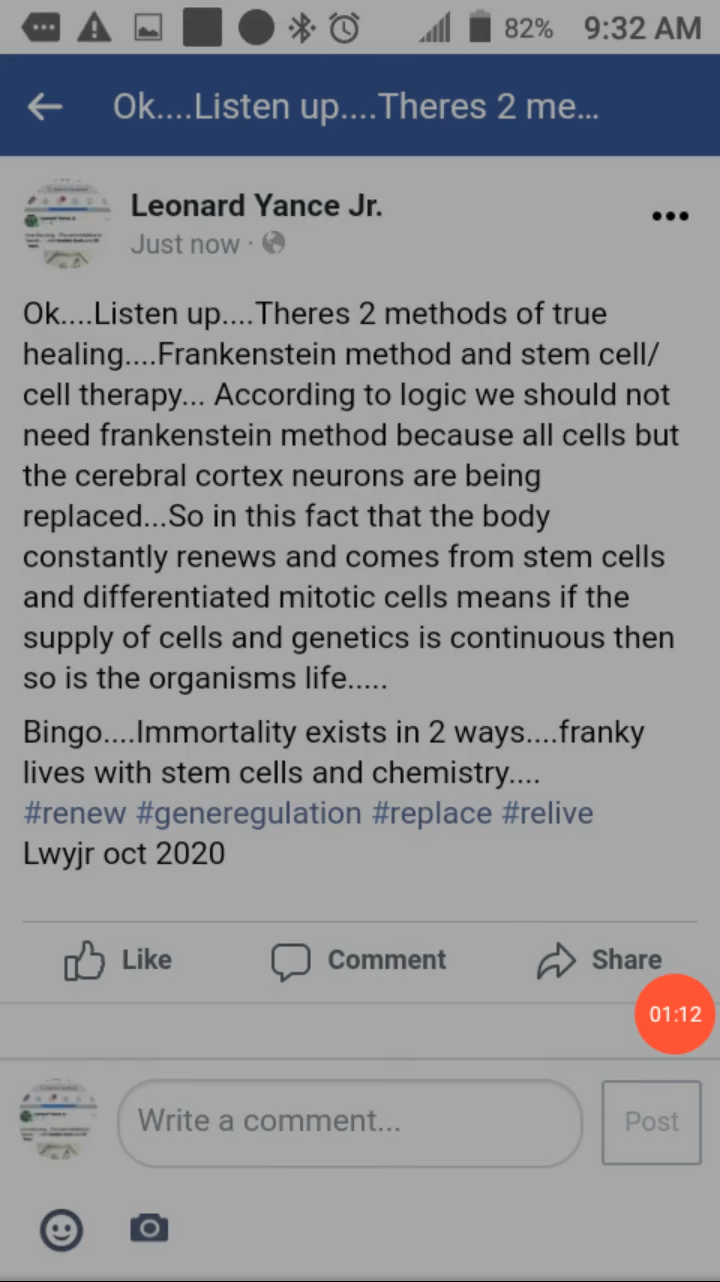 82% 9:32 AM
Ok....Listen up....Theres 2 me...
Leonard Yance Jr.
Just now ·
Ok....Listen up....Theres 2 methods of true
healing....Frankenstein method and stem cell/
cell therapy... According to logic we should not
need frankenstein method because all cells but
the cerebral cortex neurons are being
replaced...So in this fact that the body
constantly renews and comes from stem cells
and differentiated mitotic cells means if the
supply of cells and genetics is continuous then
so is the organisms life.....
Bingo....Immortality exists in 2 ways....franky
lives with stem cells and chemistry....
#renew #generegulation #replace #relive
Lwyjr oct 2020
Like Comment Share
01:12
Write a comment... Post